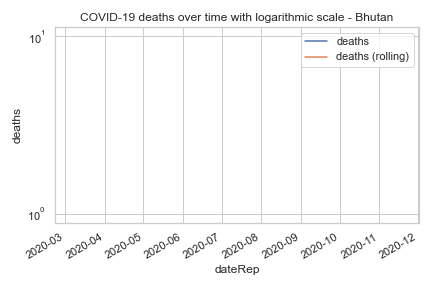 COVID-19 deaths over time with logarithmic scale - Bhutan
deaths
deaths (rolling)
10¹
10⁰
deaths
2020-03
2020-04
2020-05
2020-06
2020-07
2020-08
2020-09
2020-10
2020-11
2020-12
dateRep